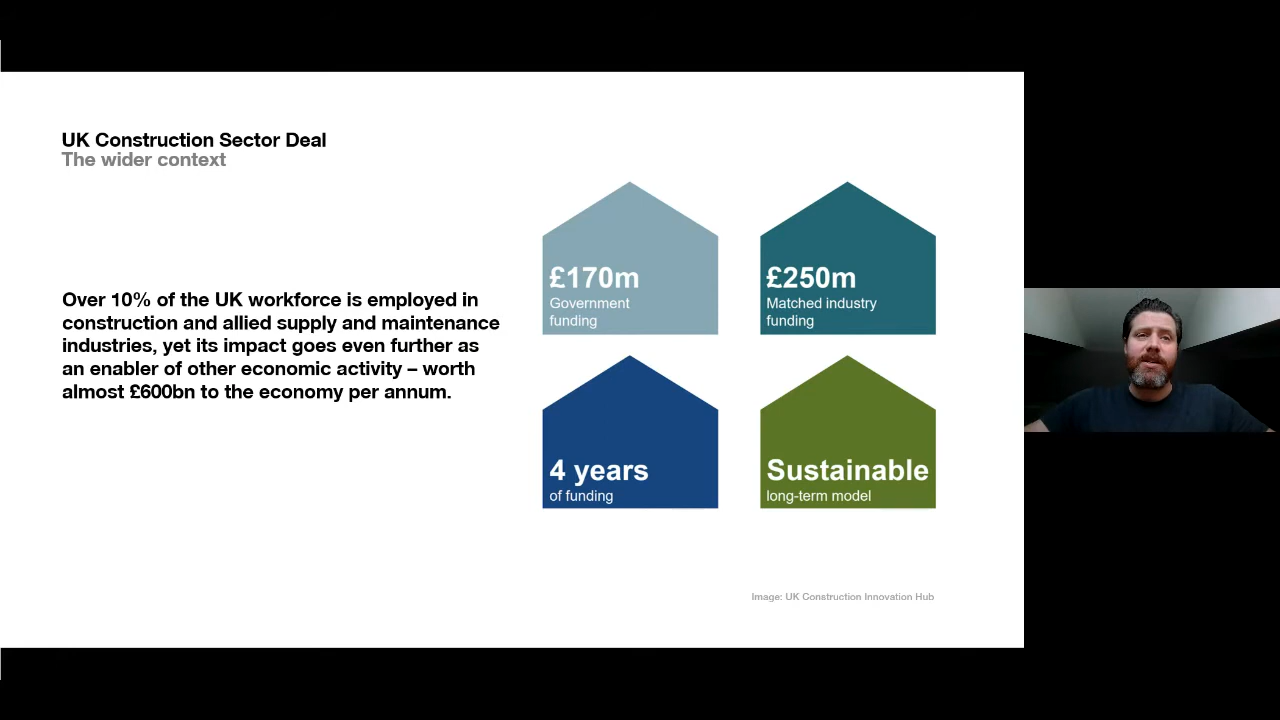 UK Construction Sector Deal
The wider context
Over 10% of the UK workforce is employed in
construction and allied supply and maintenance
industries, yet its impact goes even further as
an enabler of other economic activity – worth
almost £600bn to the economy per annum.
£170m
Government
funding
£250m
Matched industry
funding
4 years
of funding
Sustainable
long-term model
Image: UK Construction Innovation Hub